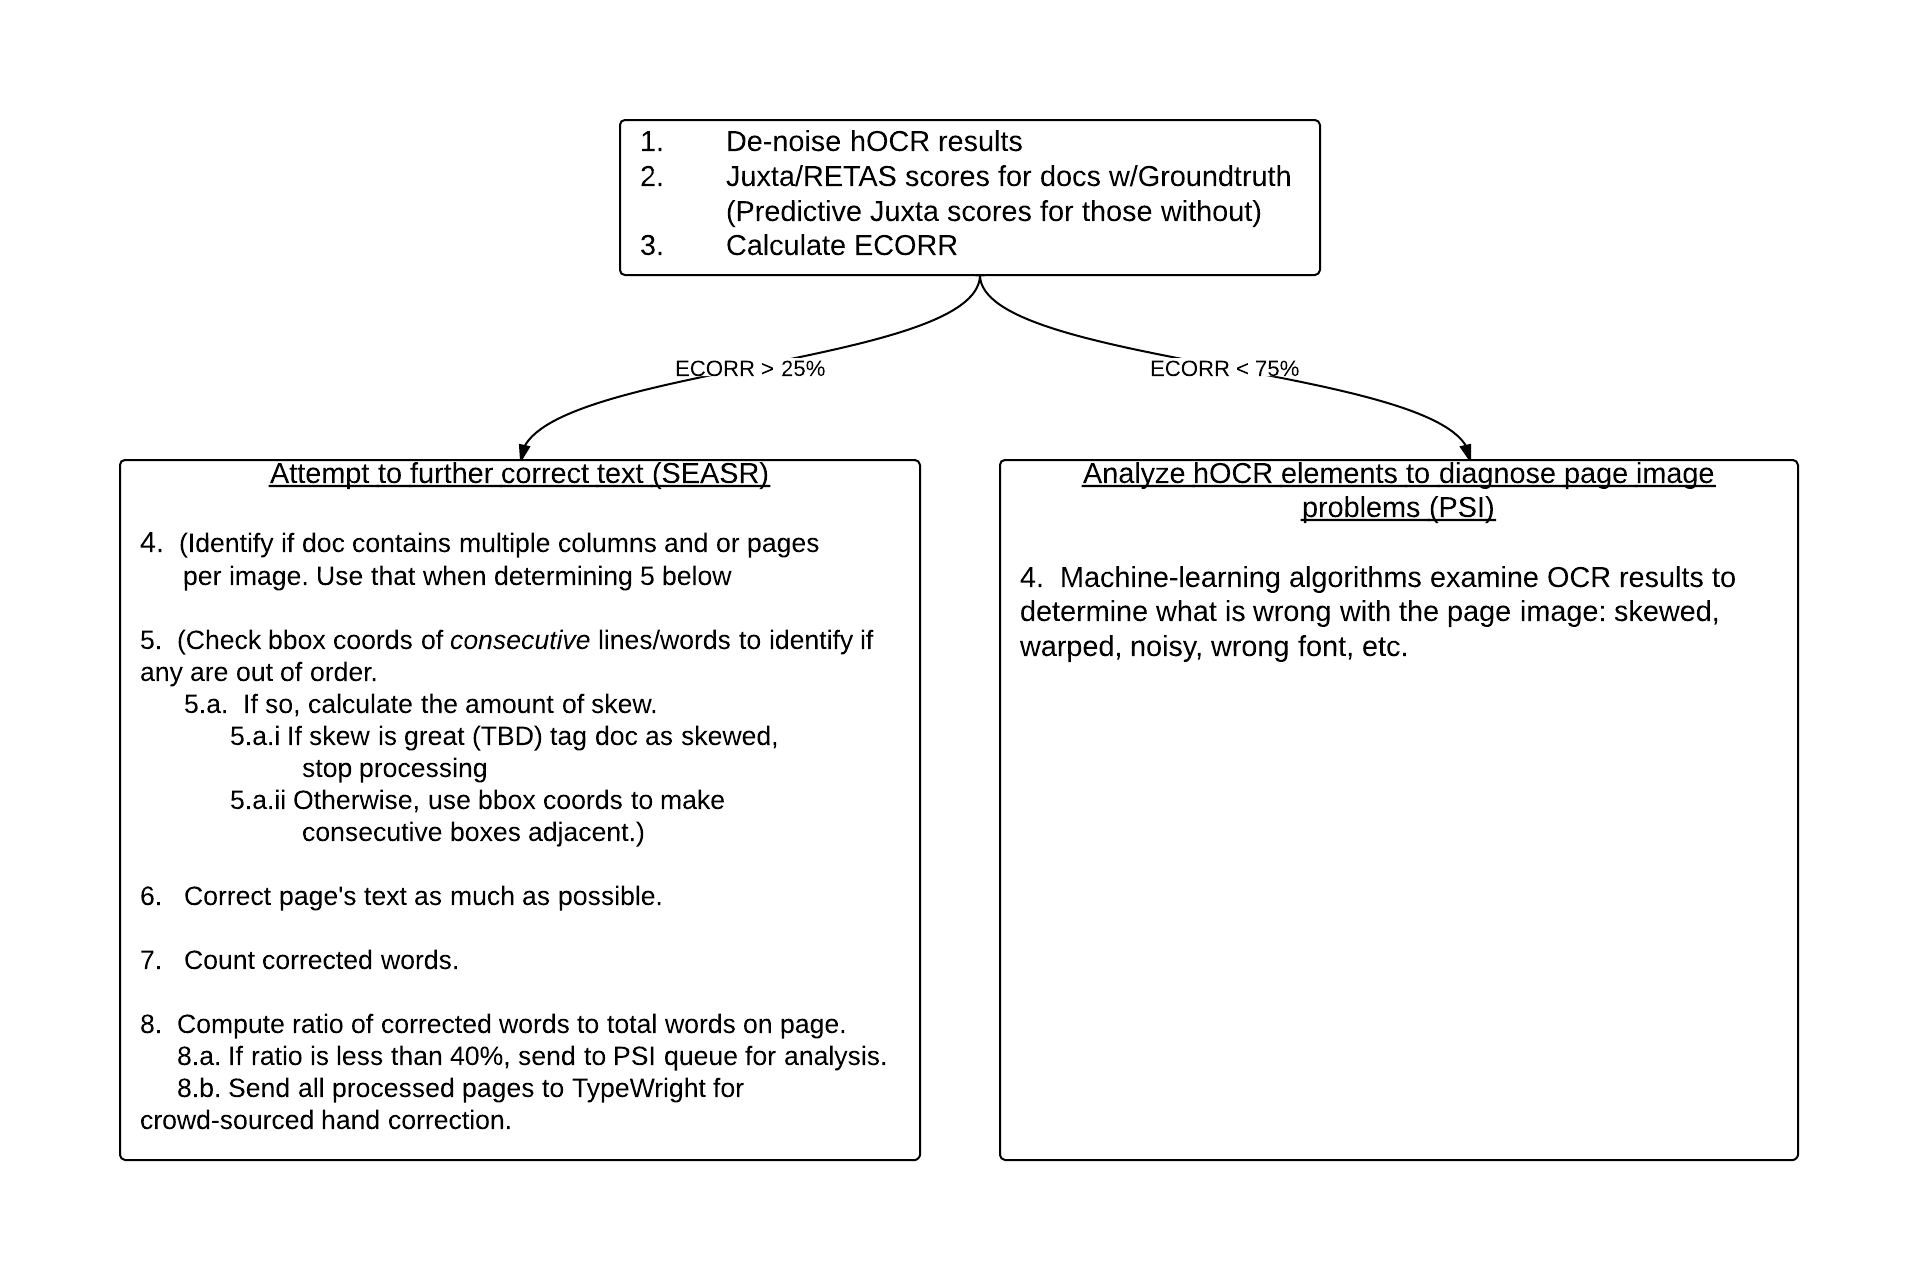 1. De-noise hOCR results
2. Juxta/RETAS scores for docs w/Groundtruth
(Predictive Juxta scores for those without)
3. Calculate ECORR
ECORR > 25%
ECORR < 75%
Attempt to further correct text (SEASR)
4. (Identify if doc contains multiple columns and or pages
per image. Use that when determining 5 below
5. (Check bbox coords of consecutive lines/words to identify if
any are out of order.
5.a. If so, calculate the amount of skew.
5.a.i If skew is great (TBD) tag doc as skewed,
stop processing
5.a.ii Otherwise, use bbox coords to make
consecutive boxes adjacent.)
6. Correct page's text as much as possible.
7. Count corrected words.
8. Compute ratio of corrected words to total words on page.
8.a. If ratio is less than 40%, send to PSI queue for analysis.
8.b. Send all processed pages to TypeWright for
crowd-sourced hand correction.
Analyze hOCR elements to diagnose page image
problems (PSI)
4. Machine-learning algorithms examine OCR results to
determine what is wrong with the page image: skewed,
warped, noisy, wrong font, etc.